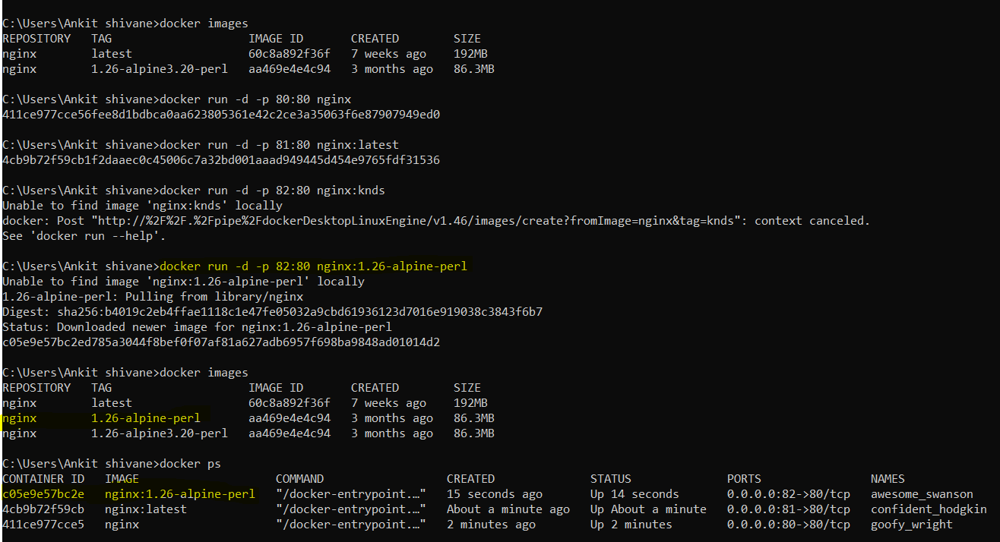 C:\Users\Ankit shivane>docker images
REPOSITORY   TAG                    IMAGE ID       CREATED        SIZE
nginx        latest                 60c8a892f36f   7 weeks ago    192MB
nginx        1.26-alpine3.20-perl   aa469e4e4c94   3 months ago   86.3MB
C:\Users\Ankit shivane>docker run -d -p 80:80 nginx
411ce977cce56fee8d1bdbca0aa623805361e42c2ce3a35063f6e87907949ed0
C:\Users\Ankit shivane>docker run -d -p 81:80 nginx:latest
4cb9b72f59cb1f2daaec0c45006c7a32bd001aaad949445d454e9765fdf31536
C:\Users\Ankit shivane>docker run -d -p 82:80 nginx:knds
Unable to find image 'nginx:knds' locally
docker: Post "http://%2F%2F.%2Fpipe%2FdockerDesktopLinuxEngine/v1.46/images/create?fromImage=nginx&tag=knds": context canceled.
See 'docker run --help'.
C:\Users\Ankit shivane>docker run -d -p 82:80 nginx:1.26-alpine-perl
Unable to find image 'nginx:1.26-alpine-perl' locally
1.26-alpine-perl: Pulling from library/nginx
Digest: sha256:b4019c2eb4ffae1118c1e47fe05032a9cbd61936123d7016e919038c3843f6b7
Status: Downloaded newer image for nginx:1.26-alpine-perl
c05e9e57bc2ed785a3044f8bef0f07af81a627adb6957f698ba9848ad01014d2
C:\Users\Ankit shivane>docker images
REPOSITORY   TAG                    IMAGE ID       CREATED        SIZE
nginx        latest                 60c8a892f36f   7 weeks ago    192MB
nginx        1.26-alpine-perl       aa469e4e4c94   3 months ago   86.3MB
nginx        1.26-alpine3.20-perl   aa469e4e4c94   3 months ago   86.3MB
C:\Users\Ankit shivane>docker ps
CONTAINER ID   IMAGE                    COMMAND                  CREATED              STATUS              PORTS                NAMES
c05e9e57bc2e   nginx:1.26-alpine-perl   "/docker-entrypoint.…"   15 seconds ago       Up 14 seconds       0.0.0.0:82->80/tcp   awesome_swanson
4cb9b72f59cb   nginx:latest             "/docker-entrypoint.…"   About a minute ago   Up About a minute   0.0.0.0:81->80/tcp   confident_hodgkin
411ce977cce5   nginx                    "/docker-entrypoint.…"   2 minutes ago        Up 2 minutes        0.0.0.0:80->80/tcp   goofy_wright